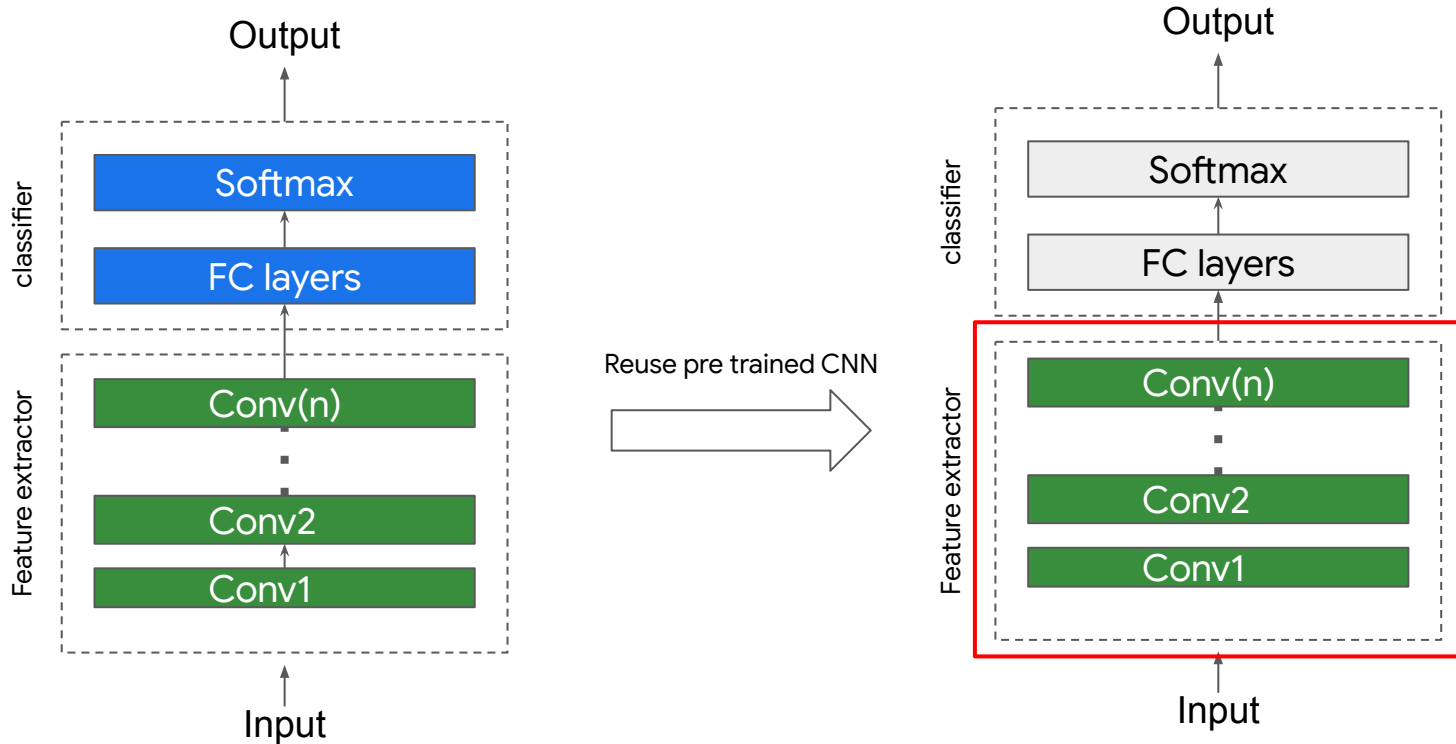 Output
classifier
Softmax
FC layers
Feature extractor
Conv(n)
Conv2
Conv1
Input
Reuse pre trained CNN
Output
classifier
Softmax
FC layers
Feature extractor
Conv(n)
Conv2
Conv1
Input